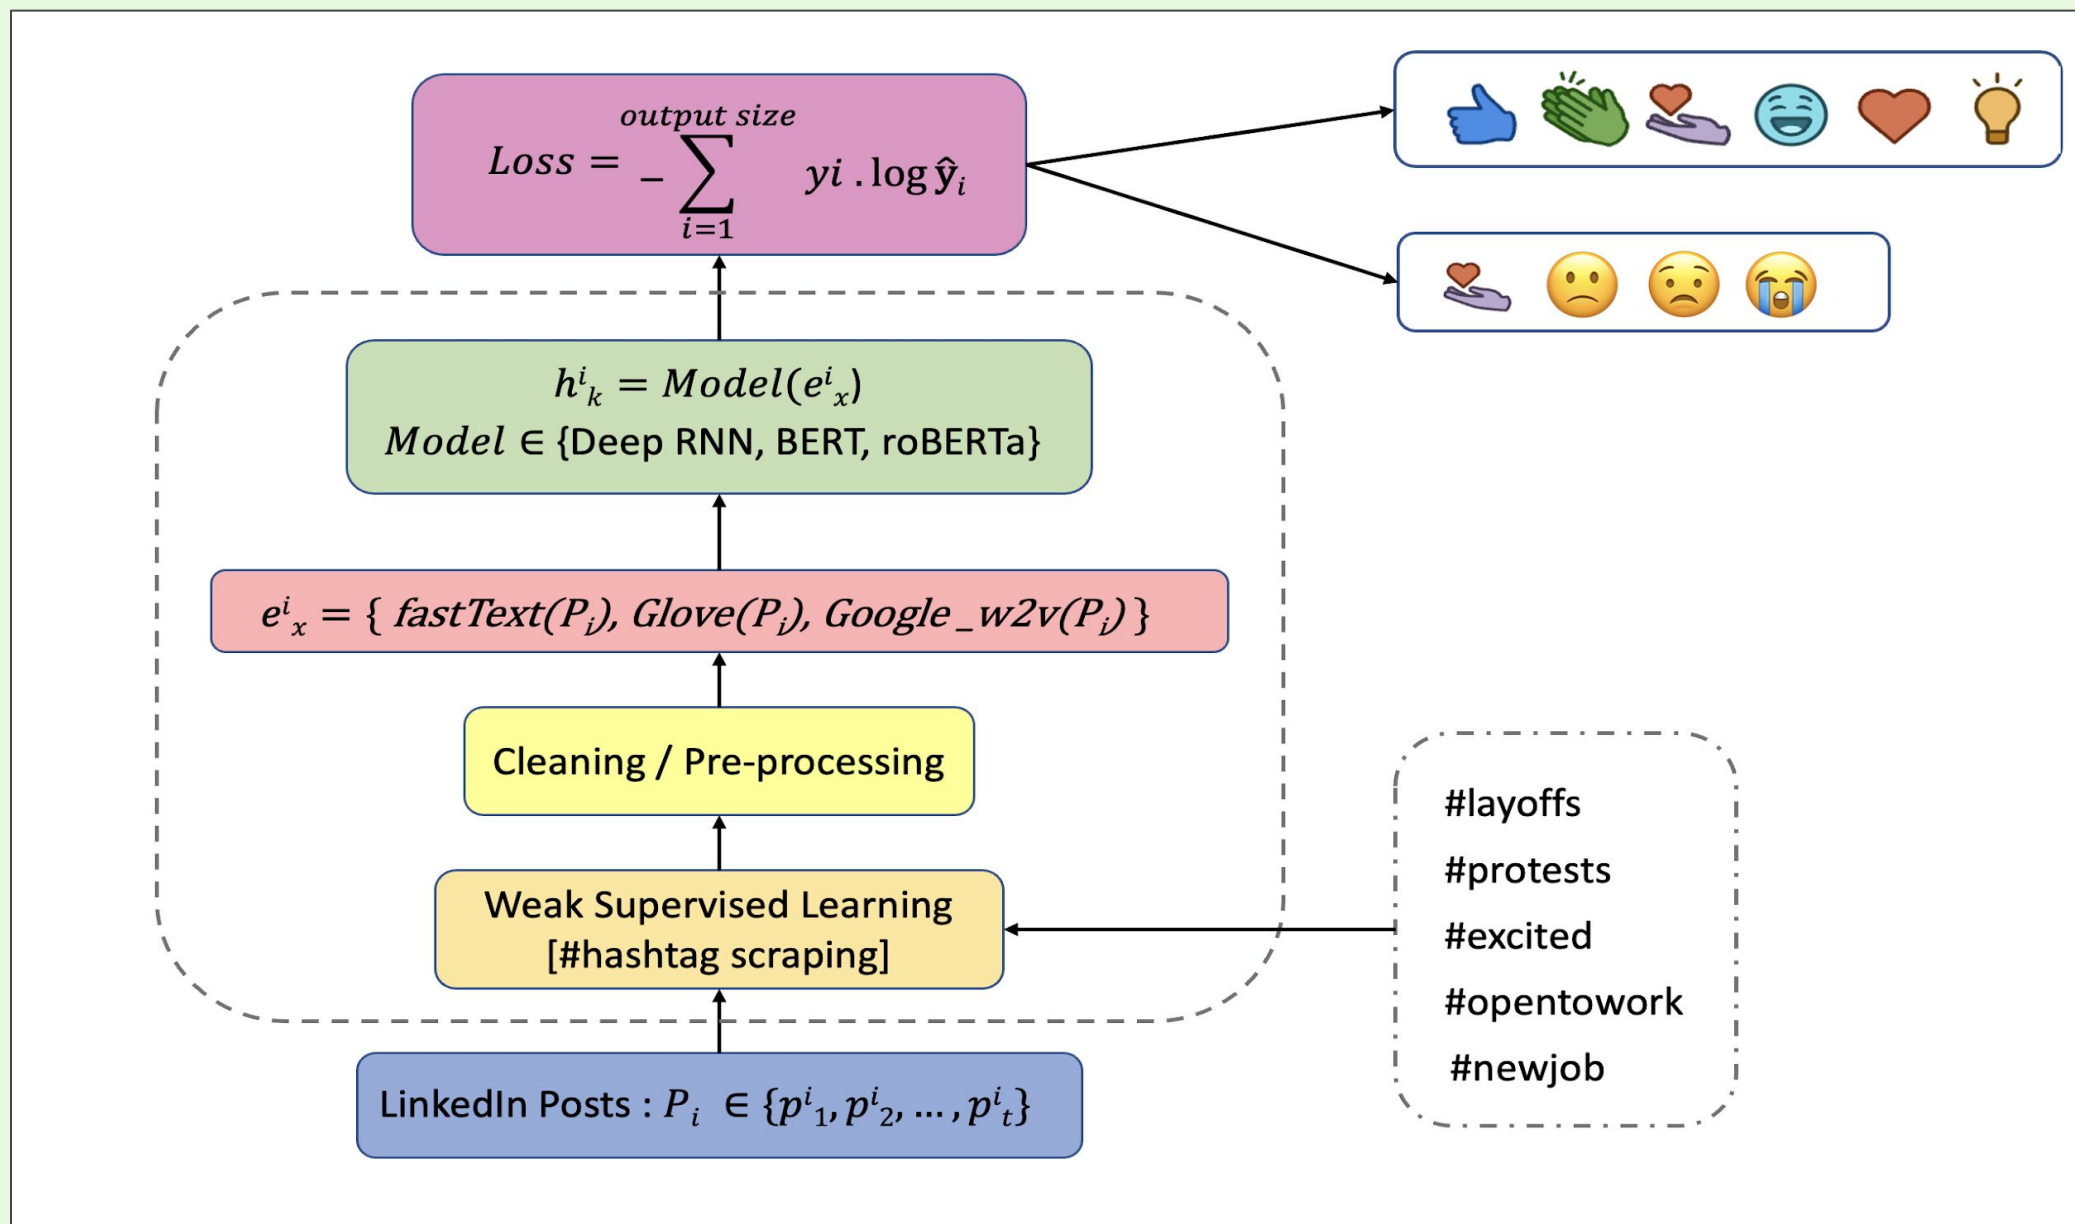 output size
Loss = − ∑ yi . log ŷᵢ
i=1
hⁱₖ = Model(eⁱₓ)
Model ∈ {Deep RNN, BERT, roBERTa}
eⁱₓ = { fastText(Pᵢ), Glove(Pᵢ), Google_w2v(Pᵢ) }
Cleaning / Pre-processing
Weak Supervised Learning
[#hashtag scraping]
LinkedIn Posts : Pᵢ ∈ {pⁱ₁, pⁱ₂, ... , pⁱₜ}
#layoffs
#protests
#excited
#opentowork
#newjob